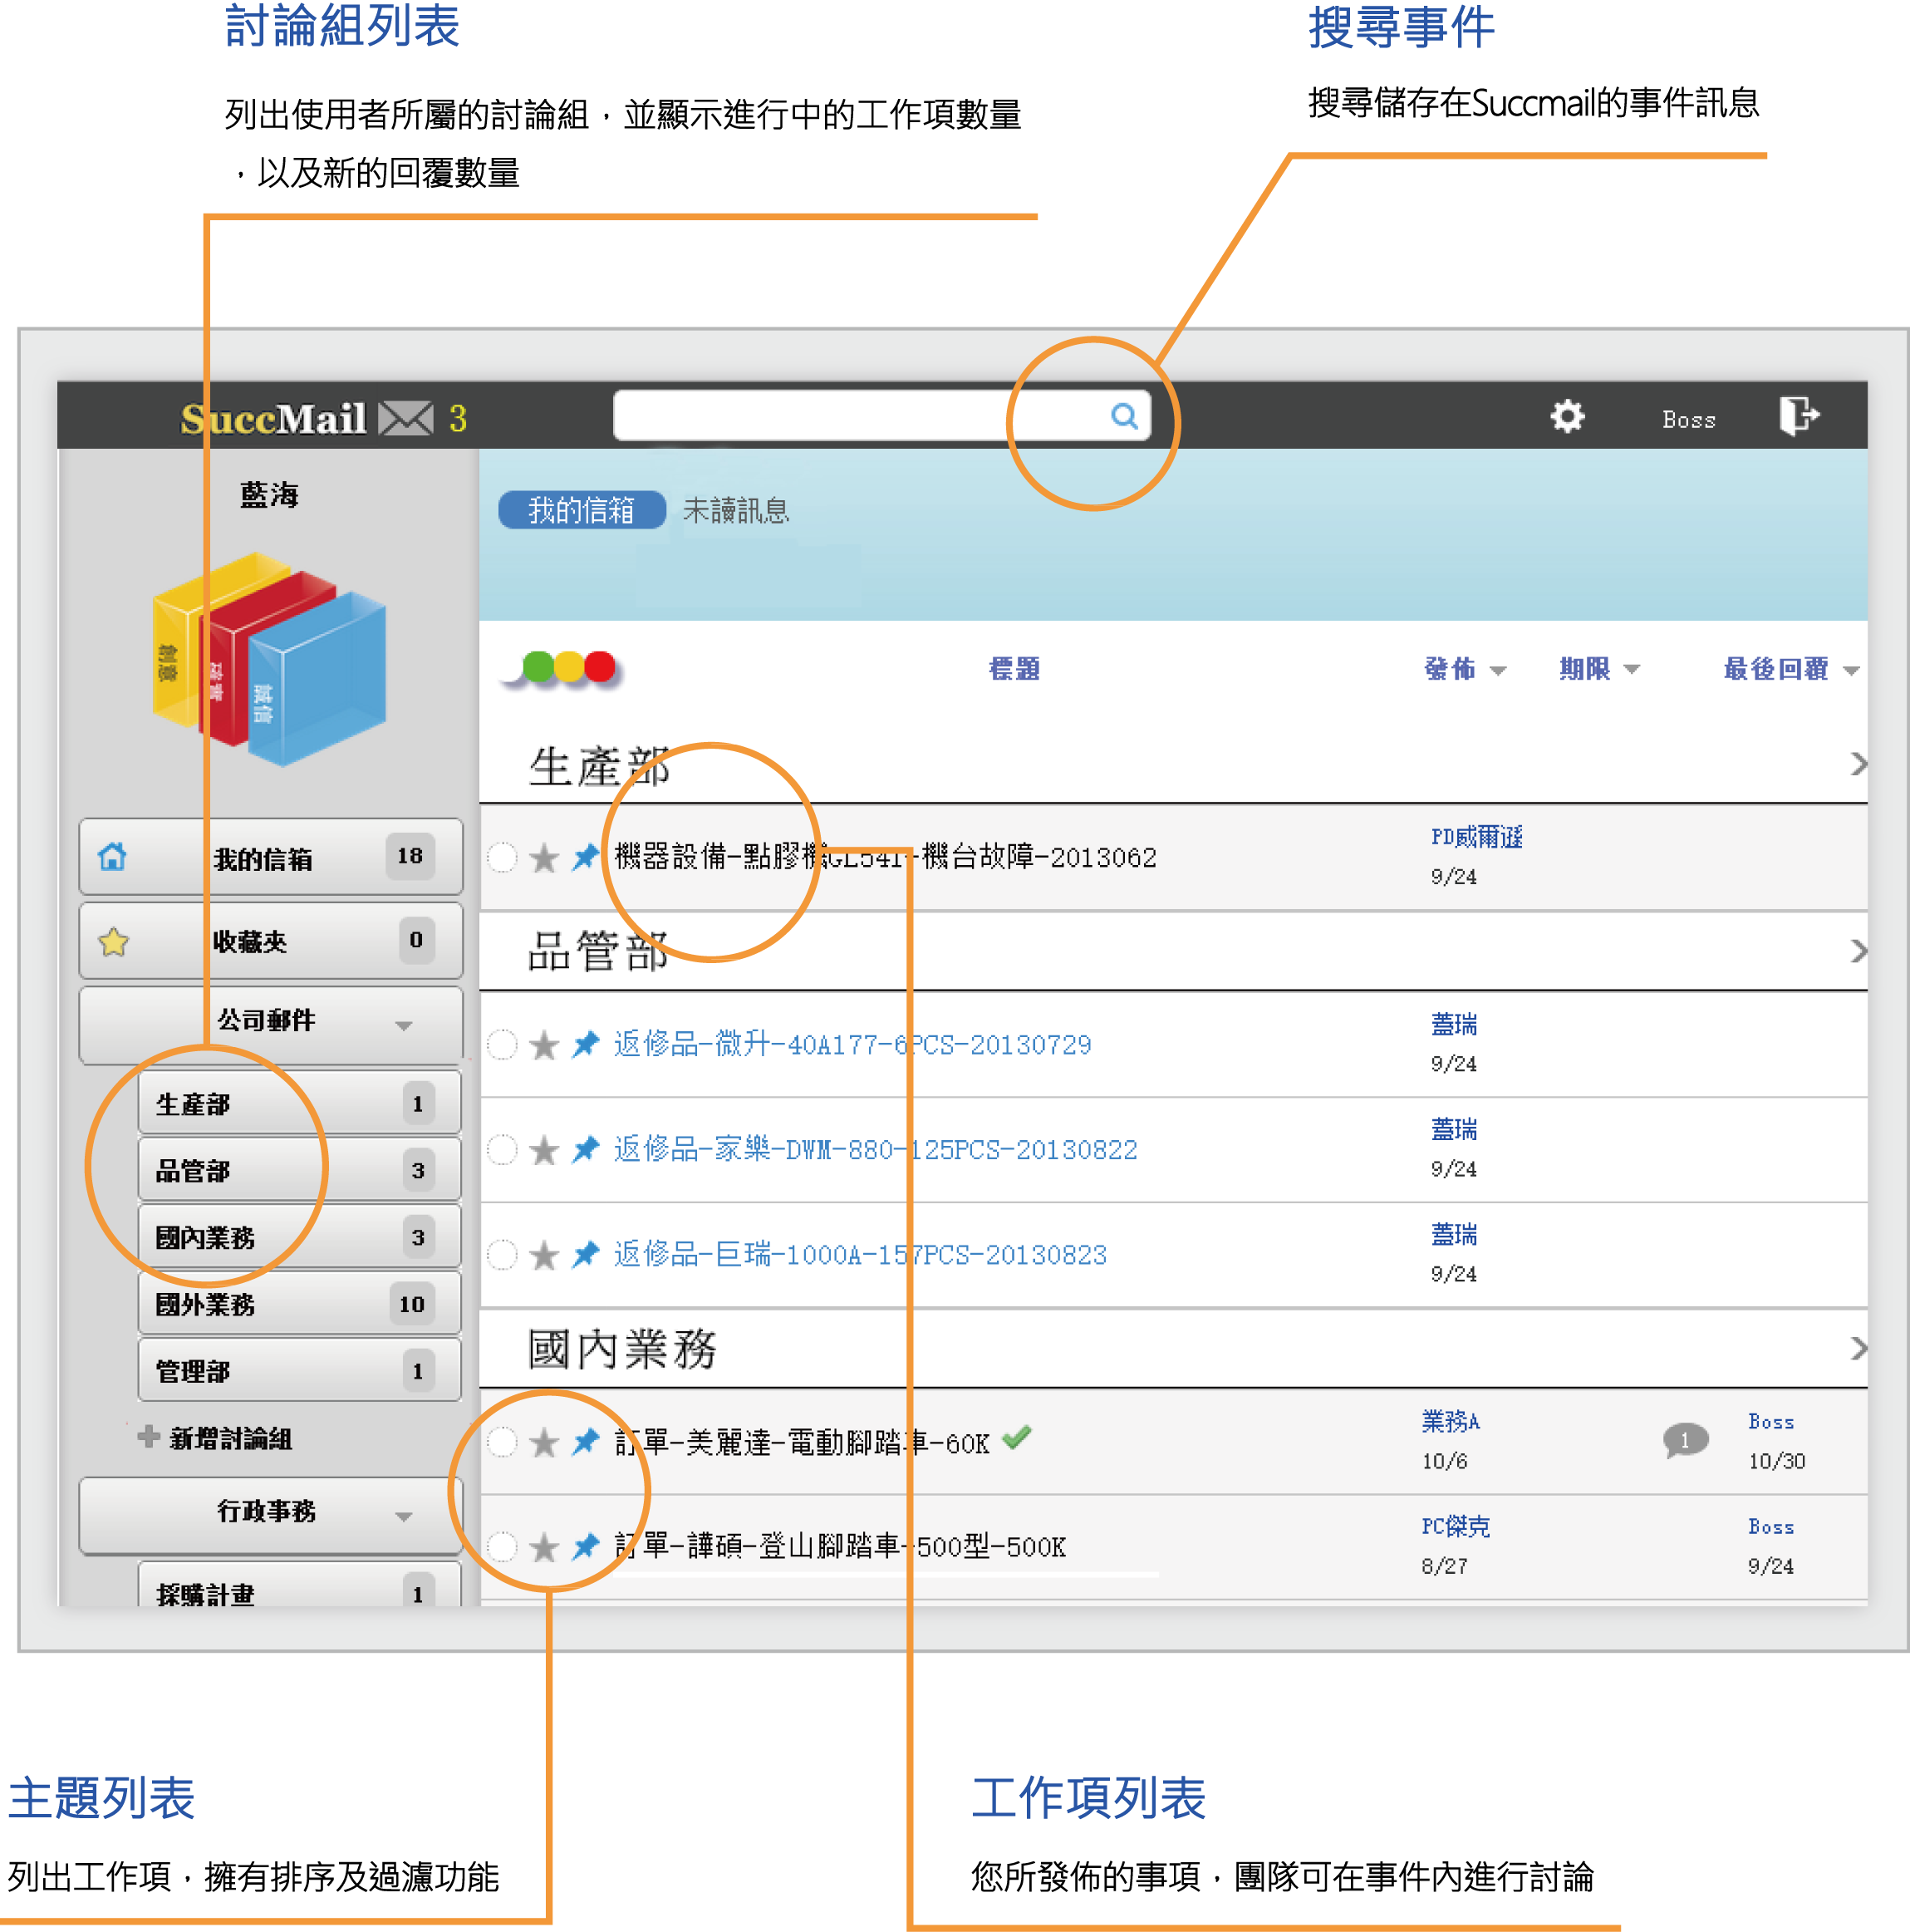 討論組列表
列出使用者所屬的討論組，並顯示進行中的工作項數量
，以及新的回覆數量
搜尋事件
搜尋儲存在Succmail的事件訊息
SuccMail 3
Boss
藍海
創意
誠信
我的信箱 未讀訊息
標題 發佈 期限 最後回覆
我的信箱 18
收藏夾 0
公司郵件
生產部 1
品管部 3
國內業務 3
國外業務 10
管理部 1
新增討論組
行政事務
採購計畫 1
生產部
機器設備-點膠機GL541-機台故障-2013062
PD威爾遜
9/24
品管部
返修品-微升-40A177-6PCS-20130729
蓋瑞
9/24
返修品-家樂-DWM-880-125PCS-20130822
蓋瑞
9/24
返修品-巨瑞-1000A-157PCS-20130823
蓋瑞
9/24
國內業務
訂單-美麗達-電動腳踏車-60K
業務A
10/6
1
Boss
10/30
訂單-譁碩-登山腳踏車-500型-500K
PC傑克
8/27
Boss
9/24
主題列表
列出工作項，擁有排序及過濾功能
工作項列表
您所發佈的事項，團隊可在事件內進行討論